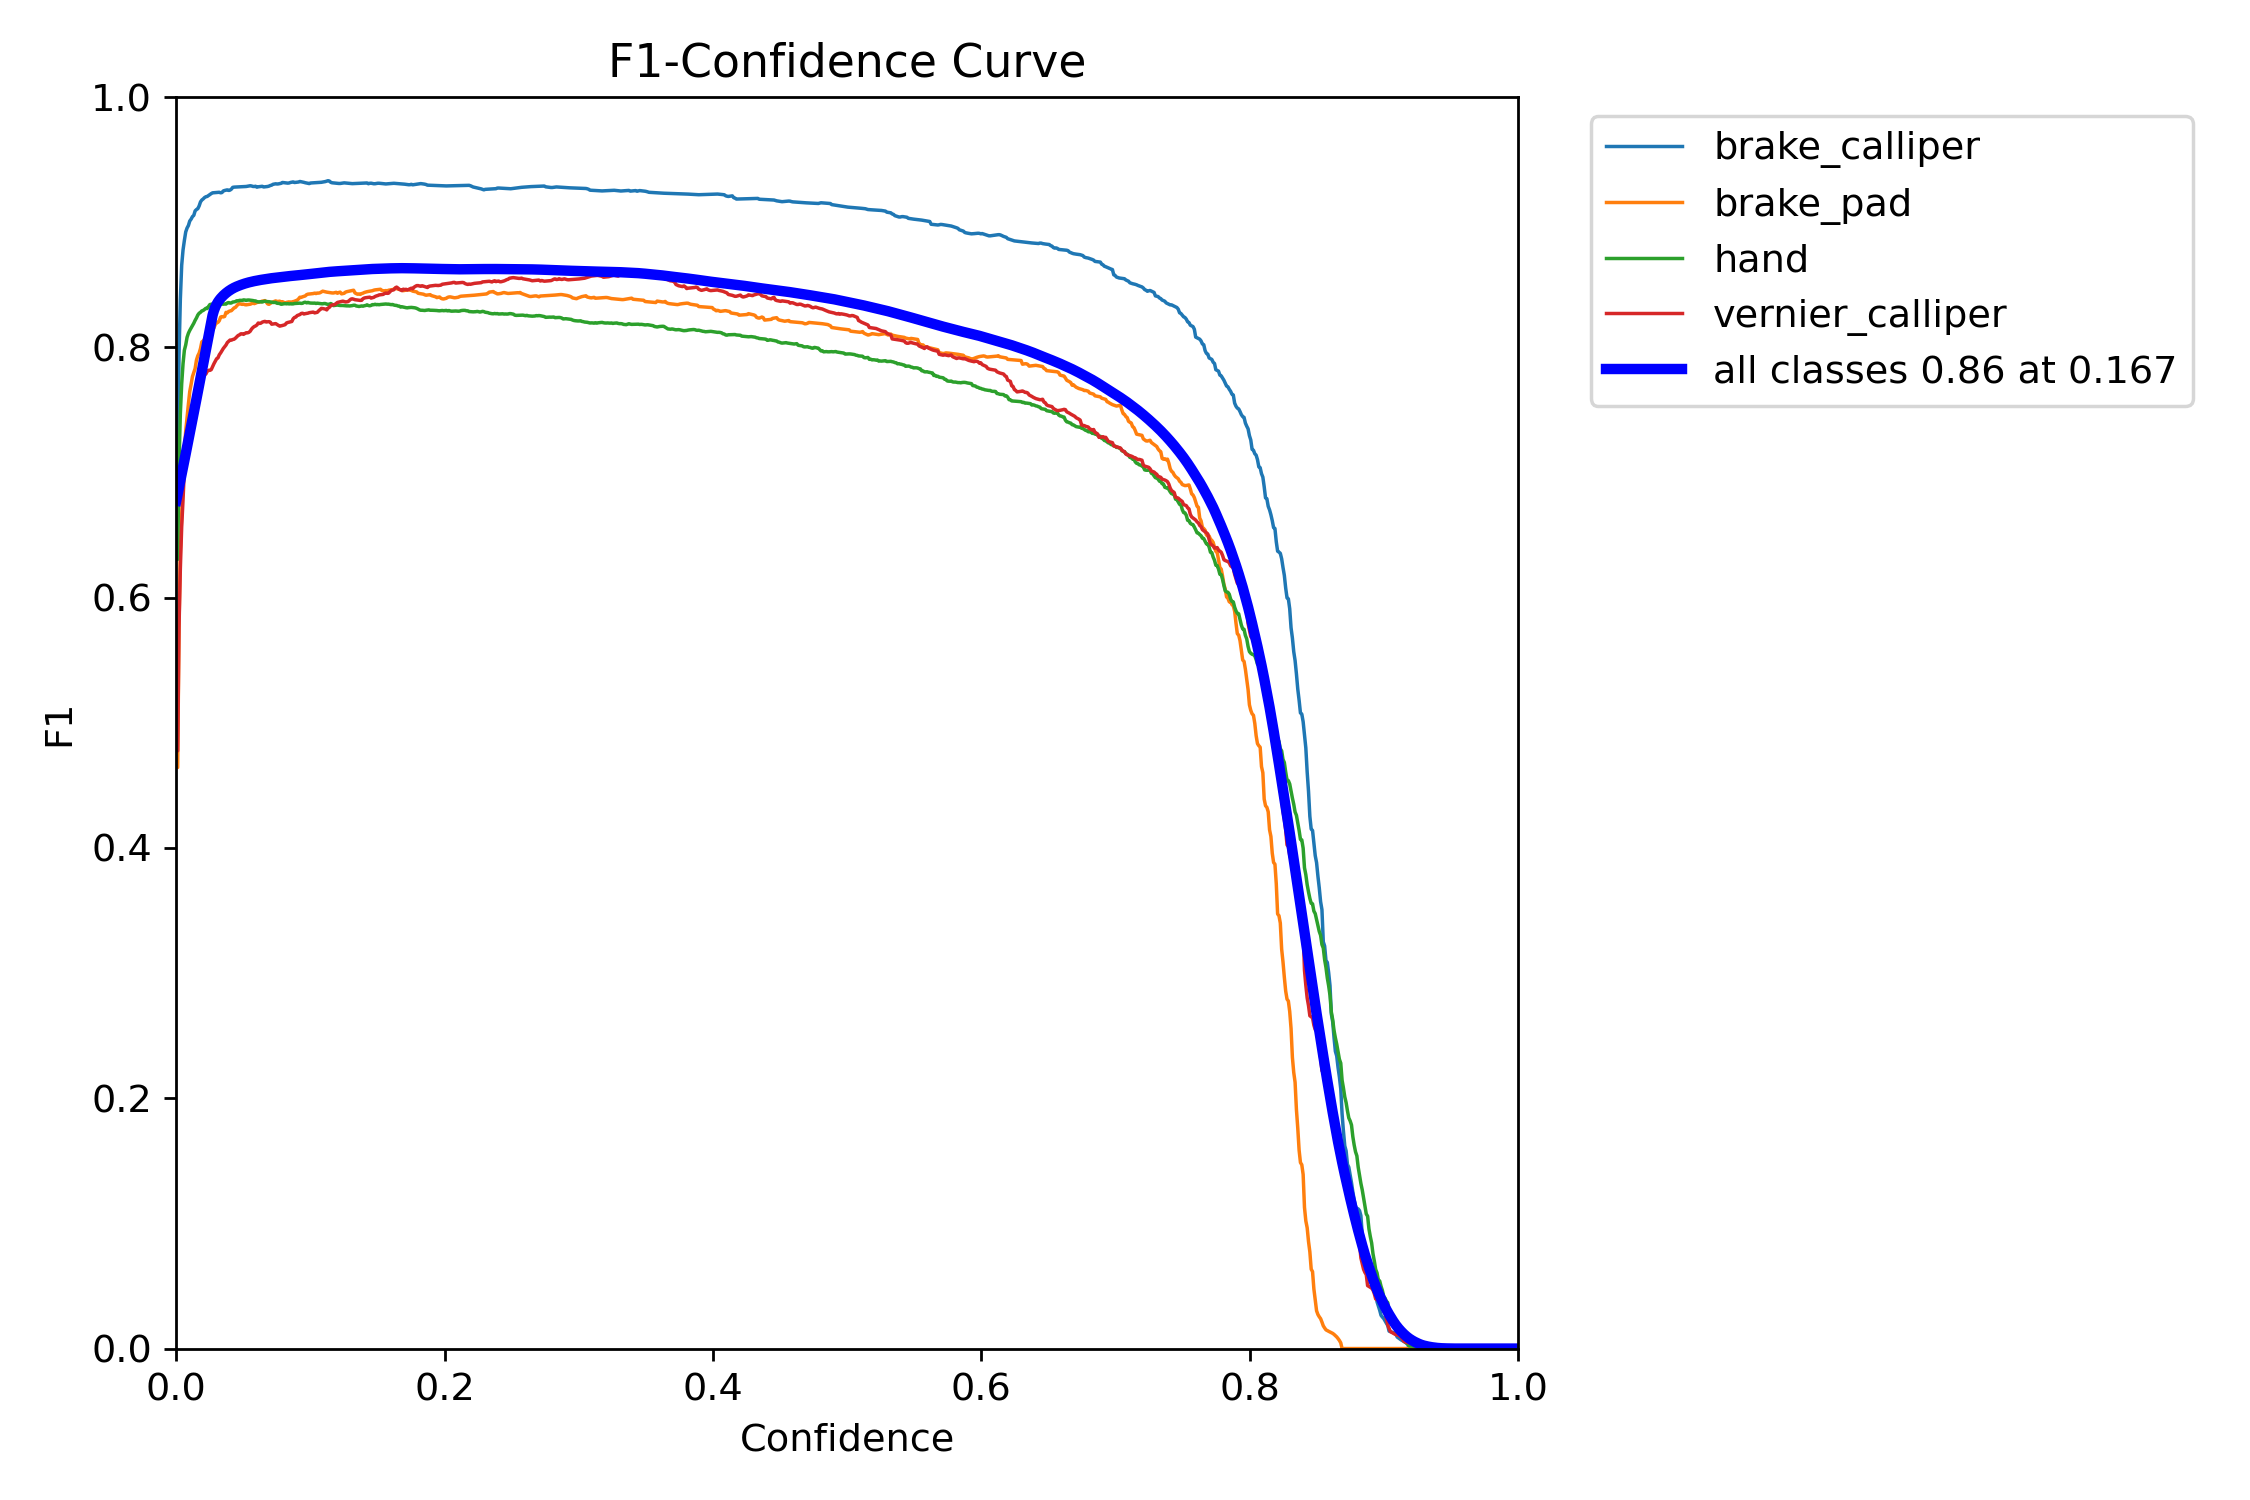 F1-Confidence Curve
1.0
0.8
0.6
0.4
0.2
0.0
F1
0.0 0.2 0.4 0.6 0.8 1.0
Confidence
brake_calliper
brake_pad
hand
vernier_calliper
all classes 0.86 at 0.167